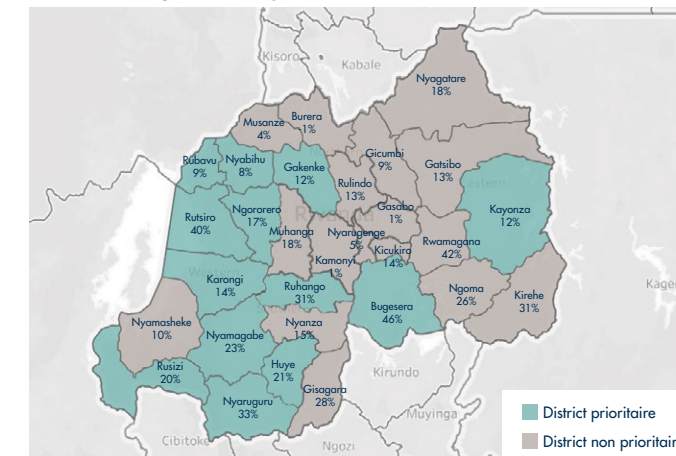 Kisoro
Kabale
Nyagatare
18%
Burera
1%
Musanze
4%
Gicumbi
9%
Gatsibo
13%
Rubavu
9%
Nyabihu
8%
Gakenke
12%
Rulindo
13%
Kayonza
12%
Gasabo
1%
Rutsiro
40%
Ngororero
17%
Muhanga
18%
Nyarugenge
5%
Kicukiro
14%
Rwamagana
42%
Kamonyi
1%
Karongi
14%
Ruhango
31%
Bugesera
46%
Ngoma
26%
Kirehe
31%
Nyamasheke
10%
Nyamagabe
23%
Nyanza
15%
Rusizi
20%
Huye
21%
Gisagara
28%
Nyaruguru
33%
Kirundo
Muyinga
Ngozi
Cibitoke
Kage
District prioritaire
District non prioritair